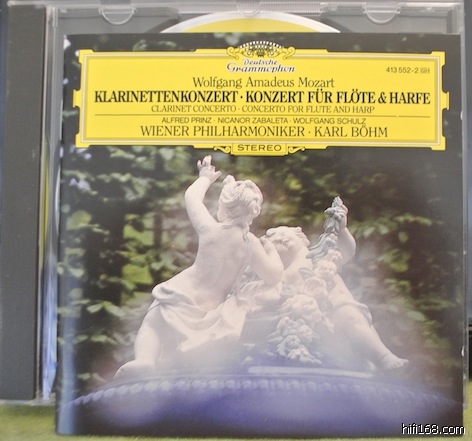 Deutsche
Grammophon
413 552-2 GH
Wolfgang Amadeus Mozart
KLARINETTENKONZERT · KONZERT FÜR FLÖTE & HARFE
CLARINET CONCERTO · CONCERTO FOR FLUTE AND HARP
ALFRED PRINZ · NICANOR ZABALETA · WOLFGANG SCHULZ
WIENER PHILHARMONIKER · KARL BÖHM
STEREO
hifi168.com